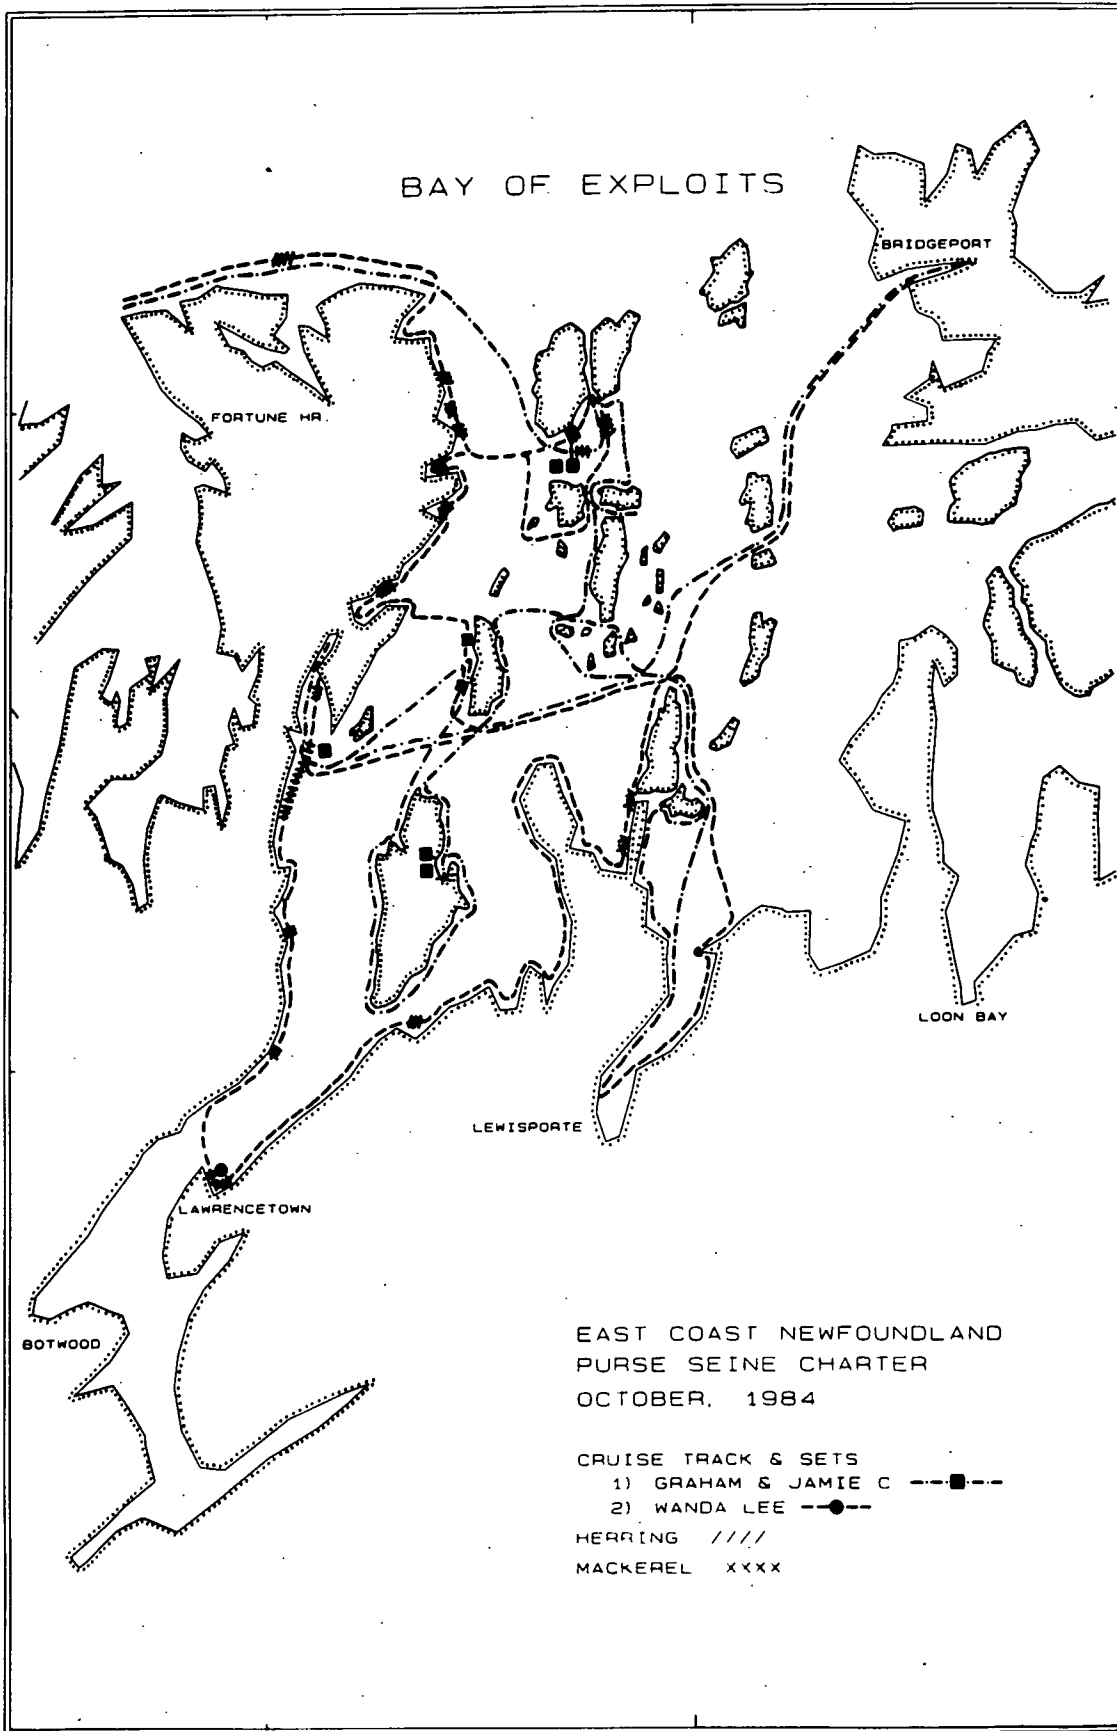 BAY OF EXPLOITS
BRIDGEPORT
FORTUNE HR.
LOON BAY
LEWISPORTE
LAWRENCETOWN
BOTWOOD
EAST COAST NEWFOUNDLAND
PURSE SEINE CHARTER
OCTOBER, 1984
CRUISE TRACK & SETS
1) GRAHAM & JAMIE C
2) WANDA LEE
HERRING ////
MACKEREL XXXX